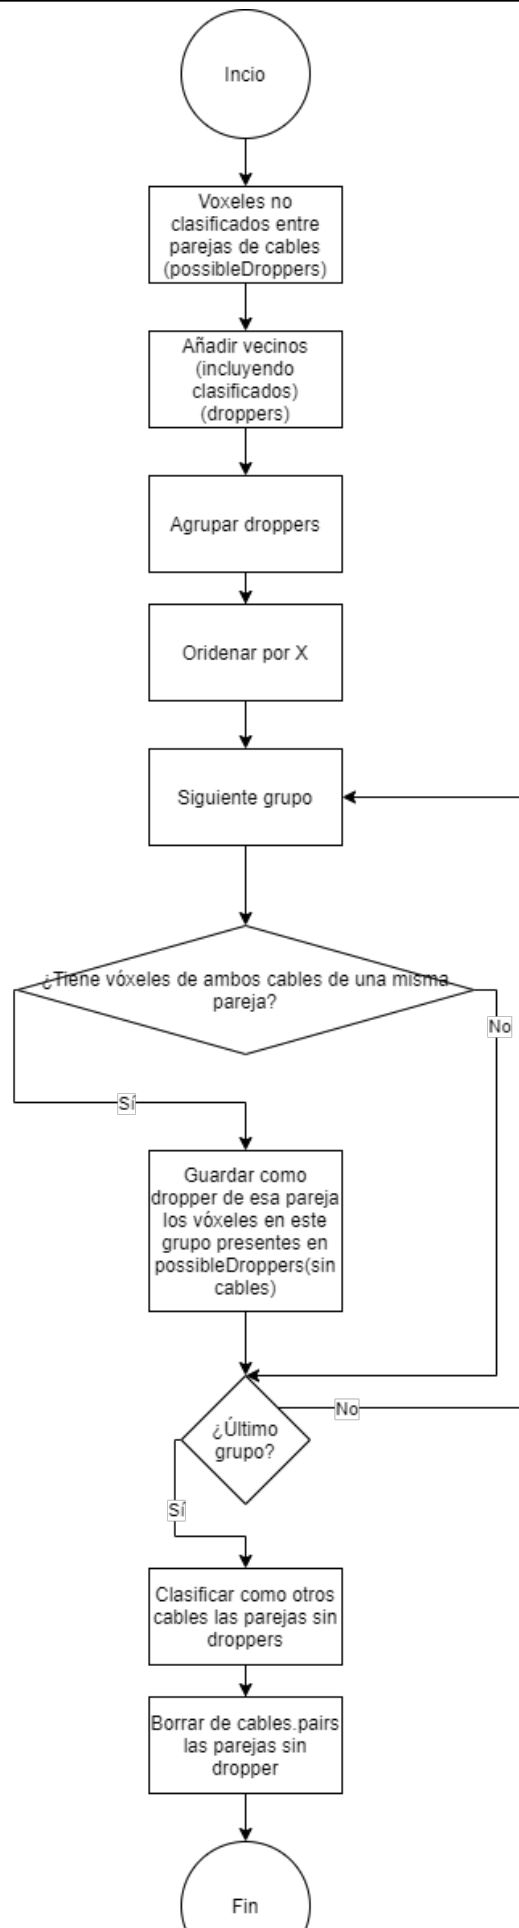 Incio
Voxeles no
clasificados entre
parejas de cables
(possibleDroppers)
Añadir vecinos
(incluyendo
clasificados)
(droppers)
Agrupar droppers
Oridenar por X
Siguiente grupo
¿Tiene vóxeles de ambos cables de una misma
pareja?
No
Sí
Guardar como
dropper de esa pareja
los vóxeles en este
grupo presentes en
possibleDroppers(sin
cables)
No
¿Último
grupo?
Sí
Clasificar como otros
cables las parejas sin
droppers
Borrar de cables.pairs
las parejas sin
dropper
Fin